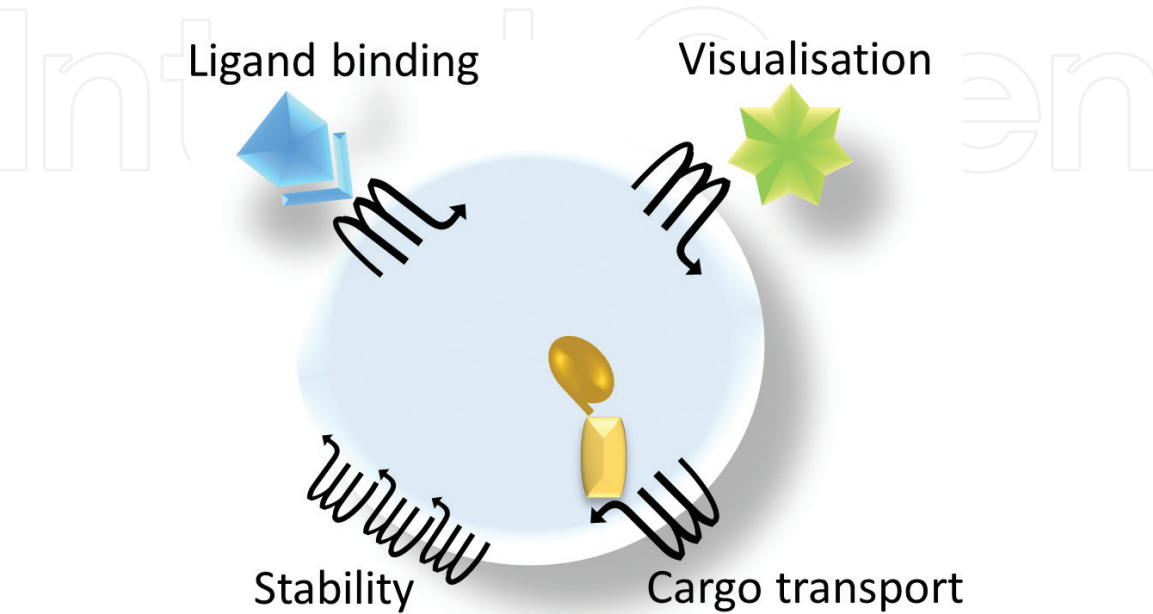 Ligand binding
Visualisation
Stability
Cargo transport